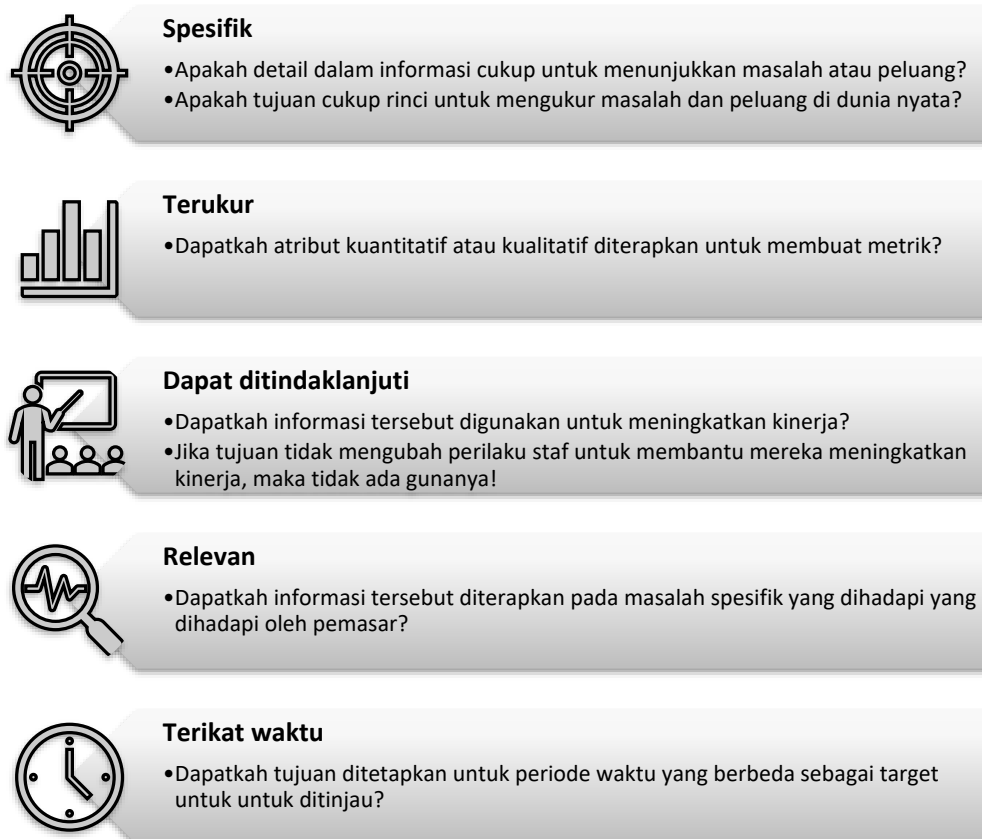 Spesifik
•Apakah detail dalam informasi cukup untuk menunjukkan masalah atau peluang?
•Apakah tujuan cukup rinci untuk mengukur masalah dan peluang di dunia nyata?
Terukur
•Dapatkah atribut kuantitatif atau kualitatif diterapkan untuk membuat metrik?
Dapat ditindaklanjuti
•Dapatkah informasi tersebut digunakan untuk meningkatkan kinerja?
•Jika tujuan tidak mengubah perilaku staf untuk membantu mereka meningkatkan
kinerja, maka tidak ada gunanya!
Relevan
•Dapatkah informasi tersebut diterapkan pada masalah spesifik yang dihadapi yang
dihadapi oleh pemasar?
Terikat waktu
•Dapatkah tujuan ditetapkan untuk periode waktu yang berbeda sebagai target
untuk untuk ditinjau?